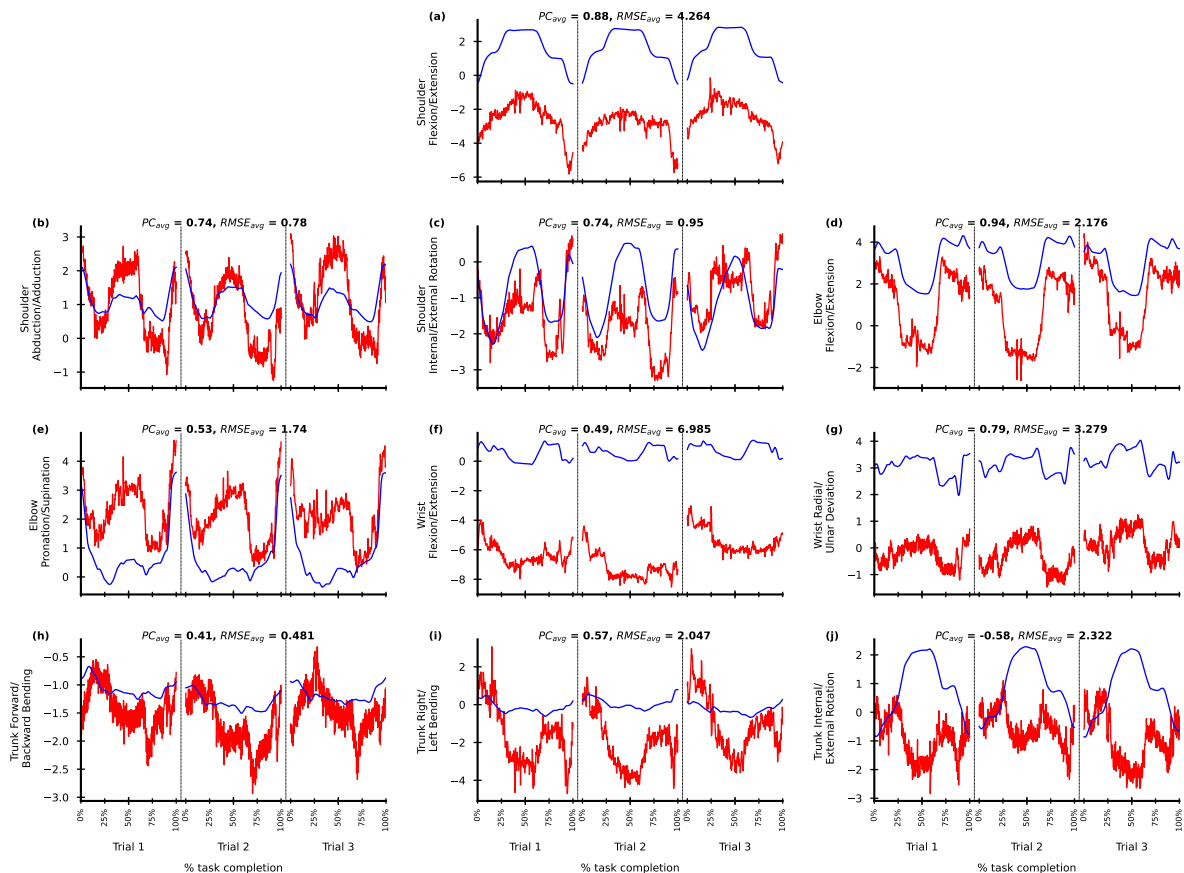 (a)
PCavg = 0.88, RMSEavg = 4.264
Shoulder
Flexion/Extension
2
0
−2
−4
−6
(b)
PCavg = 0.74, RMSEavg = 0.78
Shoulder
Abduction/Adduction
3
2
1
0
−1
(c)
PCavg = 0.74, RMSEavg = 0.95
Shoulder
Internal/External Rotation
0
−1
−2
−3
(d)
PCavg = 0.94, RMSEavg = 2.176
Elbow
Flexion/Extension
4
2
0
−2
(e)
PCavg = 0.53, RMSEavg = 1.74
Elbow
Pronation/Supination
4
3
2
1
0
(f)
PCavg = 0.49, RMSEavg = 6.985
Wrist
Flexion/Extension
0
−2
−4
−6
−8
(g)
PCavg = 0.79, RMSEavg = 3.279
Wrist Radial/
Ulnar Deviation
4
3
2
1
0
−1
(h)
PCavg = 0.41, RMSEavg = 0.481
Trunk Forward/
Backward Bending
−0.5
−1.0
−1.5
−2.0
−2.5
−3.0
0% 25% 50% 75% 100% 0% 25% 50% 75% 100% 0% 25% 50% 75% 100%
Trial 1 Trial 2 Trial 3
% task completion
(i)
PCavg = 0.57, RMSEavg = 2.047
Trunk Right/
Left Bending
2
0
−2
−4
0% 25% 50% 75% 100% 0% 25% 50% 75% 100% 0% 25% 50% 75% 100%
Trial 1 Trial 2 Trial 3
% task completion
(j)
PCavg = -0.58, RMSEavg = 2.322
Trunk Internal/
External Rotation
2
1
0
−1
−2
−3
0% 25% 50% 75% 100% 0% 25% 50% 75% 100% 0% 25% 50% 75% 100%
Trial 1 Trial 2 Trial 3
% task completion